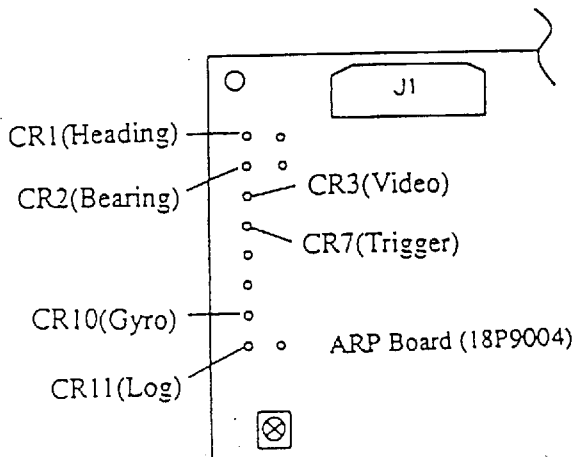 J1
CR1(Heading)
CR2(Bearing)
CR3(Video)
CR7(Trigger)
CR10(Gyro)
ARP Board (18P9004)
CR11(Log)